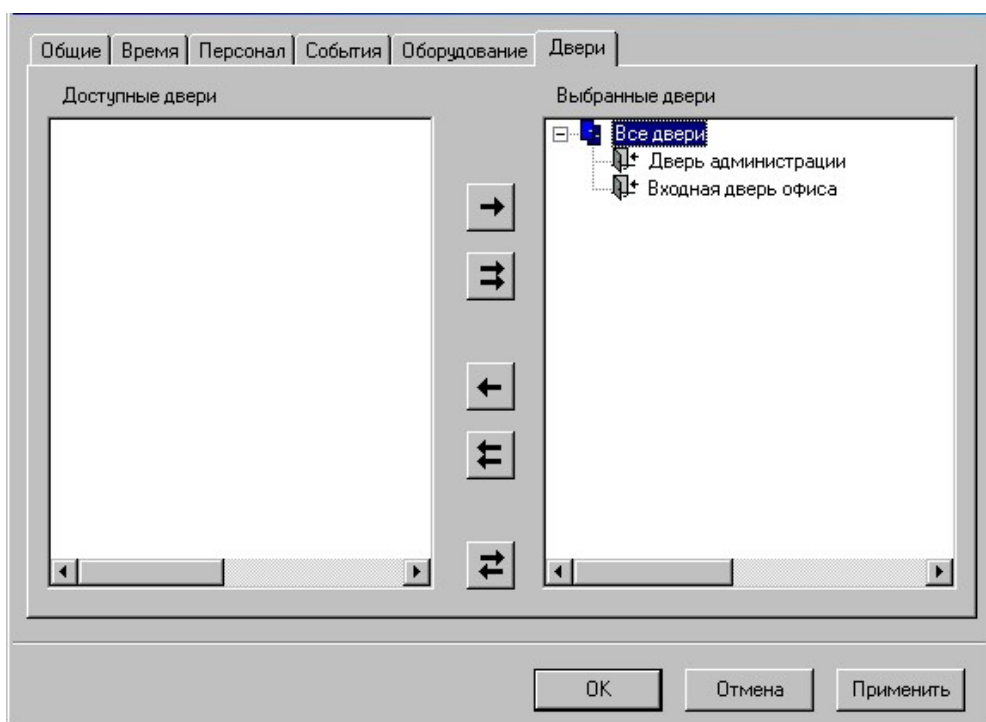 Общие Время Персонал События Оборудование Двери
Доступные двери Выбранные двери
Все двери
Дверь администрации
Входная дверь офиса
OK Отмена Применить